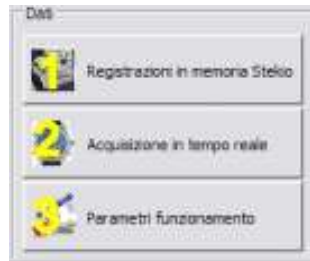 Dati
1
Registrazioni in memoria Stekio
2
Acquisizione in tempo reale
3
Parametri funzionamento